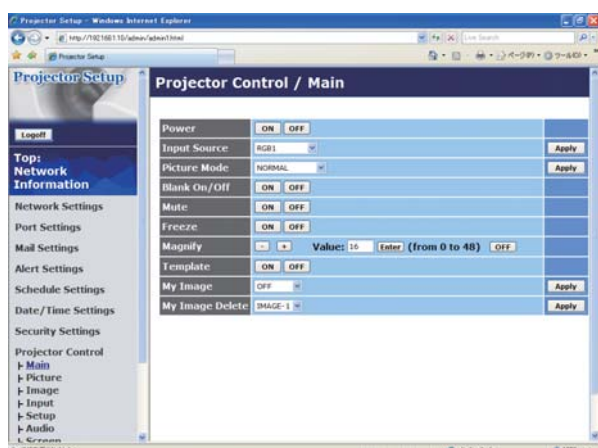 Projector Setup - Windows Internet Explorer
Live Search
Projector Setup
Projector Setup
Logoff
Top:
Network
Information
Network Settings
Port Settings
Mail Settings
Alert Settings
Schedule Settings
Date/Time Settings
Security Settings
Projector Control
Main
Picture
Image
Input
Setup
Audio
Screen
Projector Control / Main
Power ON OFF
Input Source RGB1 Apply
Picture Mode NORMAL Apply
Blank On/Off ON OFF
Mute ON OFF
Freeze ON OFF
Magnify - + Value: 16 Enter (from 0 to 48) OFF
Template ON OFF
My Image OFF Apply
My Image Delete IMAGE-1 Apply